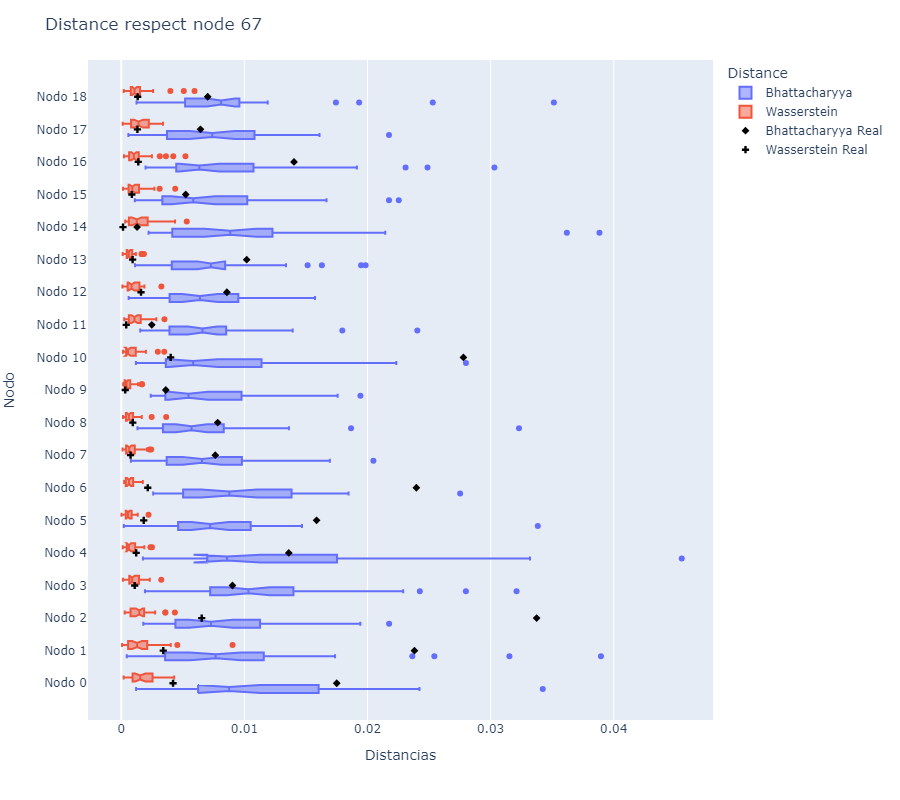 Distance respect node 67
Distance
Bhattacharyya
Wasserstein
Bhattacharyya Real
Wasserstein Real
Nodo
Nodo 18
Nodo 17
Nodo 16
Nodo 15
Nodo 14
Nodo 13
Nodo 12
Nodo 11
Nodo 10
Nodo 9
Nodo 8
Nodo 7
Nodo 6
Nodo 5
Nodo 4
Nodo 3
Nodo 2
Nodo 1
Nodo 0
0 0.01 0.02 0.03 0.04
Distancias